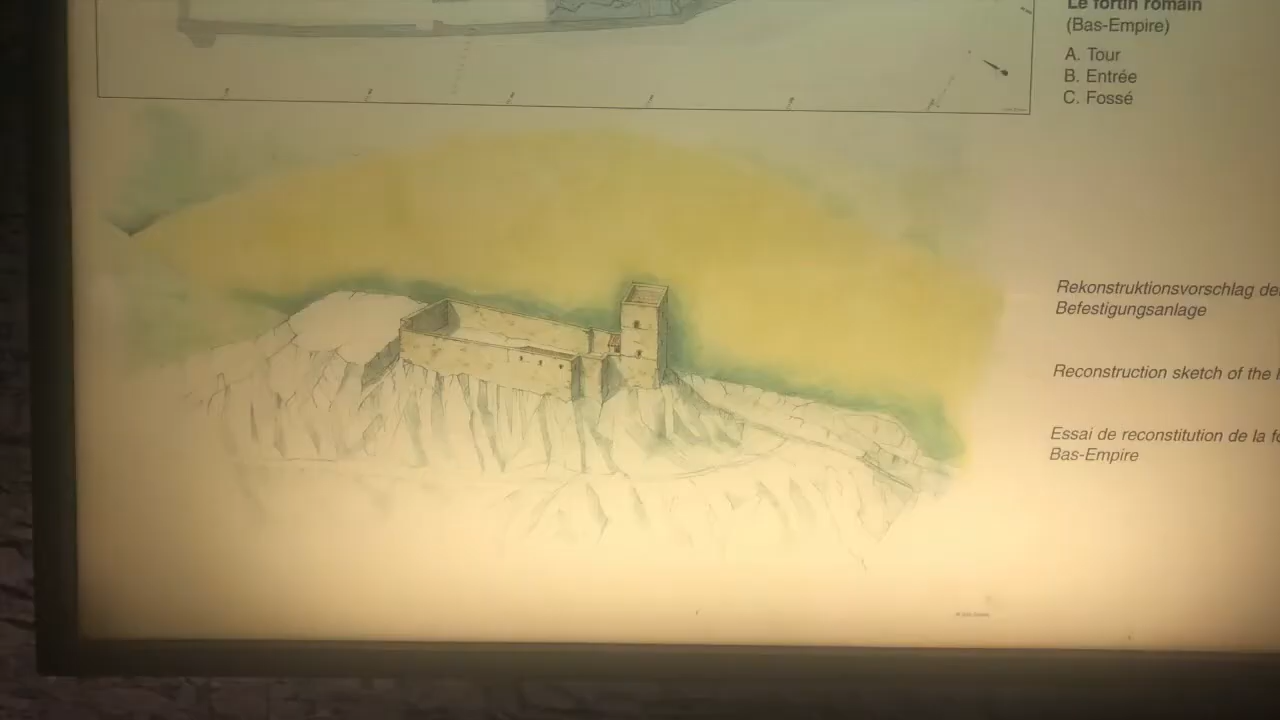 Le fortin romain
(Bas-Empire)
A. Tour
B. Entrée
C. Fossé
Rekonstruktionsvorschlag
Befestigungsanlage
Reconstruction sketch of the
Essai de reconstitution de la
Bas-Empire